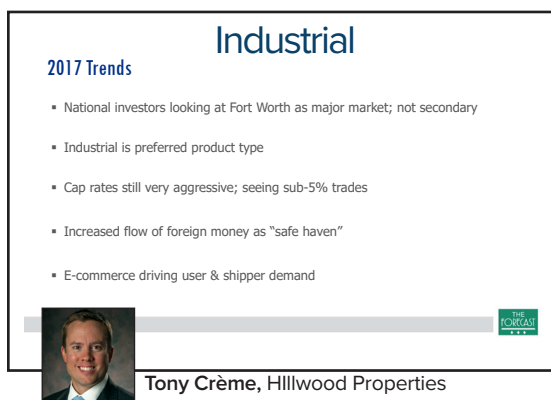 Industrial
2017 Trends
▪ National investors looking at Fort Worth as major market; not secondary
▪ Industrial is preferred product type
▪ Cap rates still very aggressive; seeing sub-5% trades
▪ Increased flow of foreign money as “safe haven”
▪ E-commerce driving user & shipper demand
THE
FORECAST
Tony Crème, HIllwood Properties